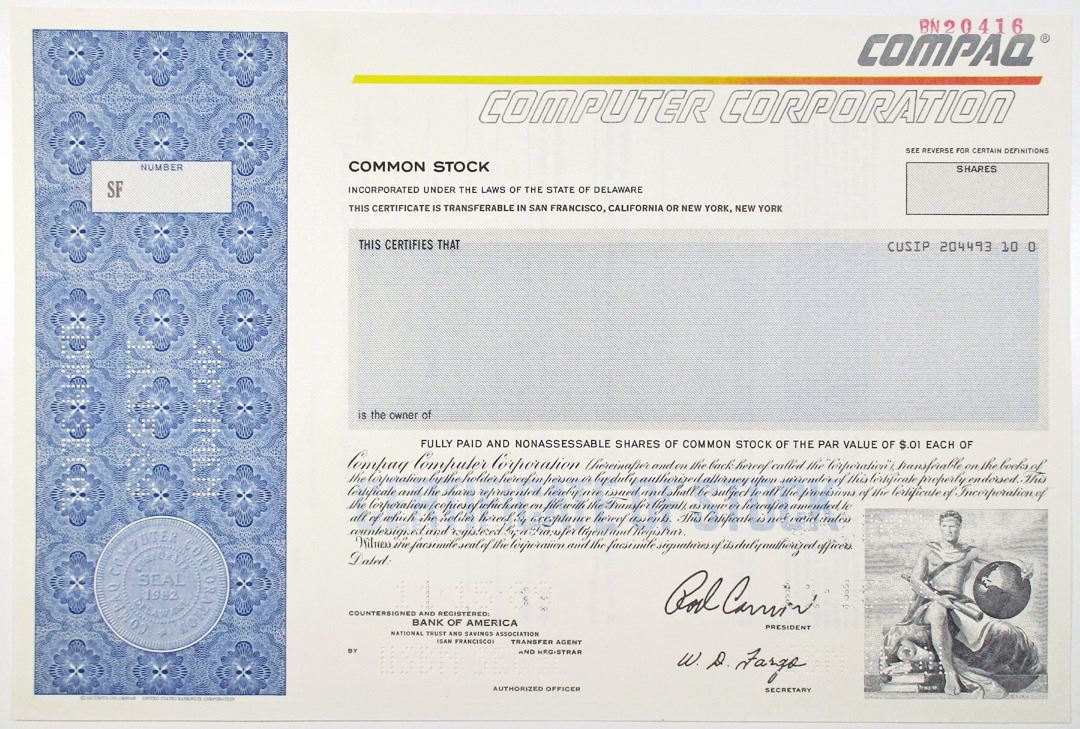 BN20416
COMPAQ®
COMPUTER CORPORATION
SEE REVERSE FOR CERTAIN DEFINITIONS
NUMBER
SF
COMMON STOCK
SHARES
INCORPORATED UNDER THE LAWS OF THE STATE OF DELAWARE
THIS CERTIFICATE IS TRANSFERABLE IN SAN FRANCISCO, CALIFORNIA OR NEW YORK, NEW YORK
THIS CERTIFIES THAT
CUSIP 204493 10 0
is the owner of
FULLY PAID AND NONASSESSABLE SHARES OF COMMON STOCK OF THE PAR VALUE OF $.01 EACH OF
Compaq Computer Corporation (hereinafter and on the back hereof called the "Corporation"), transferable on the books of
the Corporation by the holder hereof in person or by duly authorized attorney upon surrender of this certificate properly endorsed. This
certificate and the shares represented hereby are issued and shall be subject to all the provisions of the Certificate of Incorporation of
the Corporation (copies of which are on file with the Transfer Agent), as now or hereafter amended, to
all of which the holder hereof by acceptance hereof assents. This certificate is not valid unless
countersigned and registered by a Transfer Agent and Registrar.
Witness the facsimile seal of the Corporation and the facsimile signatures of its duly authorized officers.
Dated:
SEAL
1982
COUNTERSIGNED AND REGISTERED:
BANK OF AMERICA
NATIONAL TRUST AND SAVINGS ASSOCIATION
(SAN FRANCISCO) TRANSFER AGENT
BY AND REGISTRAR
AUTHORIZED OFFICER
Rod Canion
PRESIDENT
W. D. Fargo
SECRETARY
UNITED STATES BANKNOTE CORPORATION